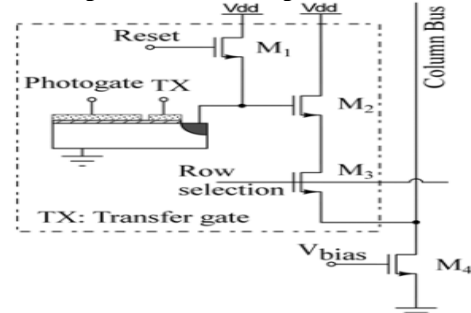 Vdd Vdd
Reset
M1
Photogate TX
M2
Column Bus
Row
selection
M3
TX: Transfer gate
Vbias
M4